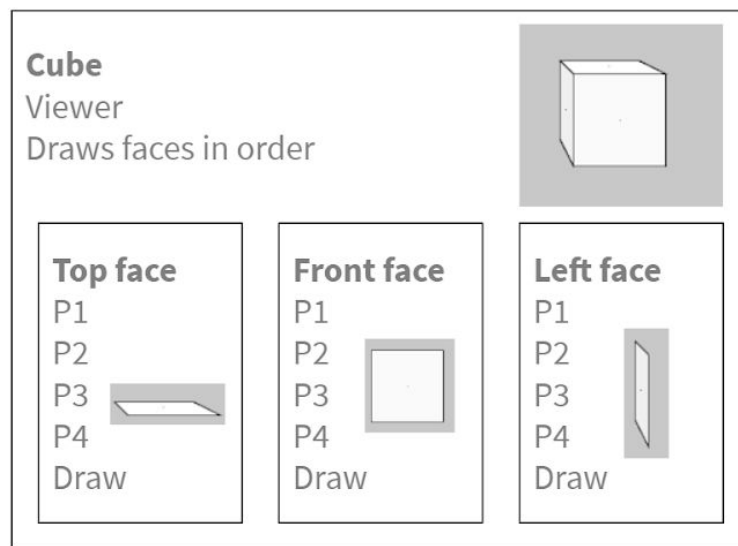 Cube
Viewer
Draws faces in order
Top face
P1
P2
P3
P4
Draw
Front face
P1
P2
P3
P4
Draw
Left face
P1
P2
P3
P4
Draw